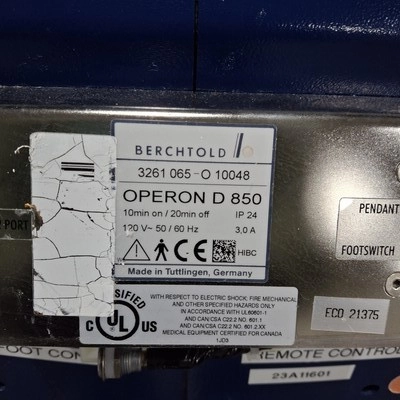 BERCHTOLD
3261 065 - O 10048
OPERON D 850
10min on / 20min off IP 24
120 V~ 50 / 60 Hz 3,0 A
CE
HIBC
Made in Tuttlingen, Germany
PORT
PENDANT
FOOTSWITCH
SIFIED
C UL US
WITH RESPECT TO ELECTRIC SHOCK, FIRE MECHANICAL
AND OTHER SPECIFIED HAZARDS ONLY
IN ACCORDANCE WITH UL60601-1
AND CAN/CSA C22.2 NO. 601.1
AND CAN/CSA C22.2 NO. 601.2.XX
MEDICAL EQUIPMENT CERTIFIED FOR CANADA
ECO 21375
FOOT CON
REMOTE CONTROL
23A11601